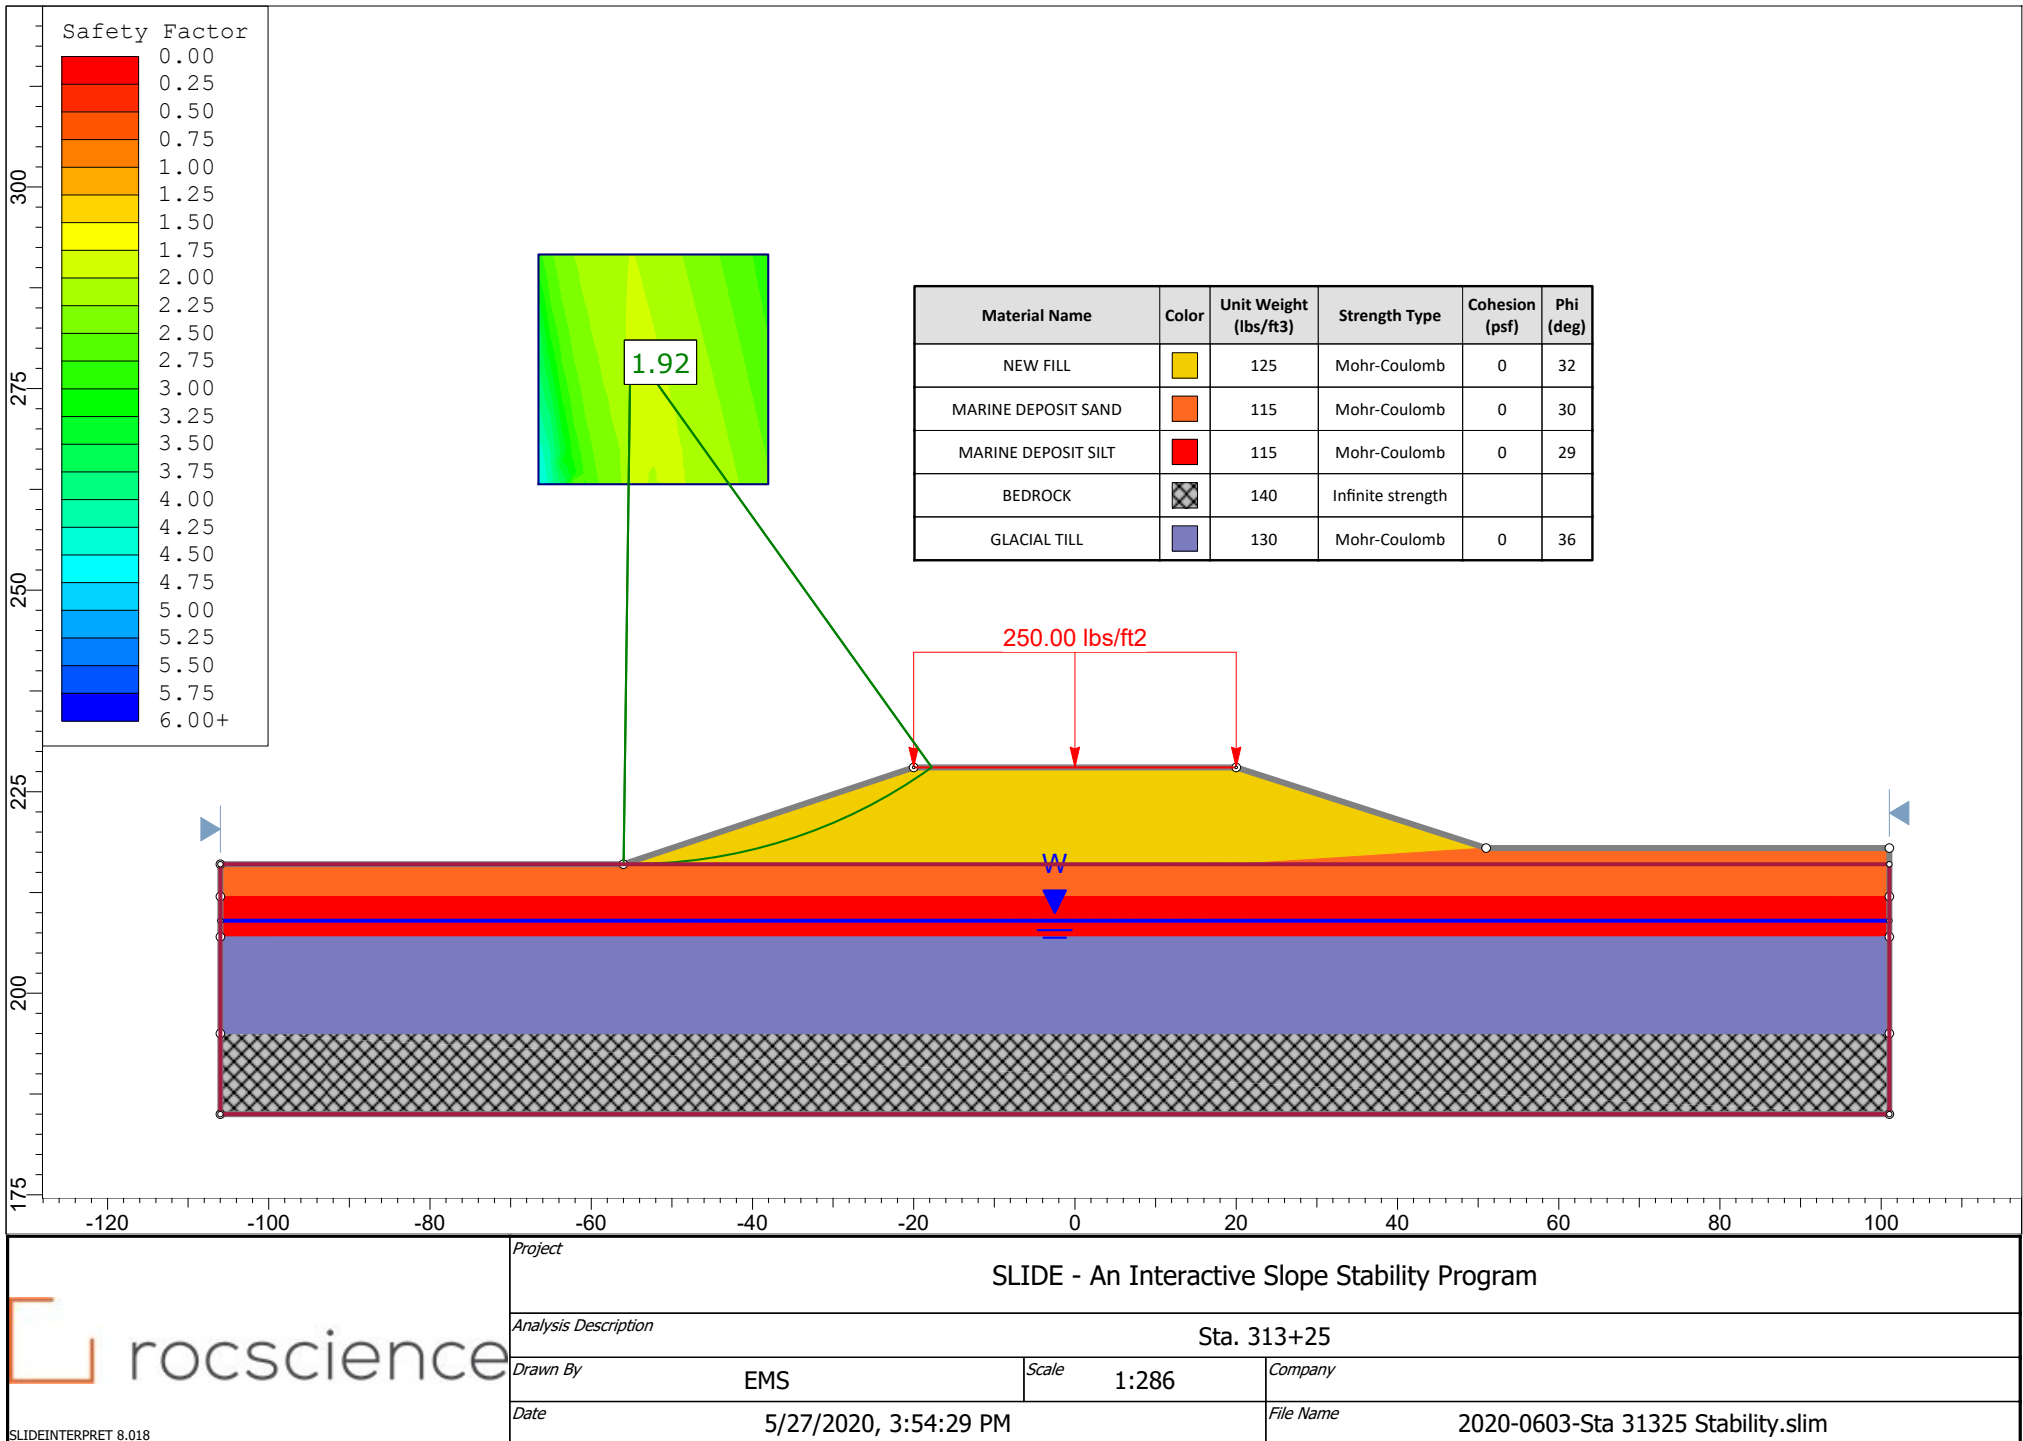 Safety Factor
0.00
0.25
0.50
0.75
1.00
1.25
1.50
1.75
2.00
2.25
2.50
2.75
3.00
3.25
3.50
3.75
4.00
4.25
4.50
4.75
5.00
5.25
5.50
5.75
6.00+
300
275
250
225
200
175
1.92
Material Name Color Unit Weight (lbs/ft3) Strength Type Cohesion (psf) Phi (deg)
NEW FILL 125 Mohr-Coulomb 0 32
MARINE DEPOSIT SAND 115 Mohr-Coulomb 0 30
MARINE DEPOSIT SILT 115 Mohr-Coulomb 0 29
BEDROCK 140 Infinite strength
GLACIAL TILL 130 Mohr-Coulomb 0 36
250.00 lbs/ft2
W
-120 -100 -80 -60 -40 -20 0 20 40 60 80 100
rocscience
SLIDEINTERPRET 8.018
Project
SLIDE - An Interactive Slope Stability Program
Analysis Description
Sta. 313+25
Drawn By EMS Scale 1:286 Company
Date 5/27/2020, 3:54:29 PM File Name 2020-0603-Sta 31325 Stability.slim